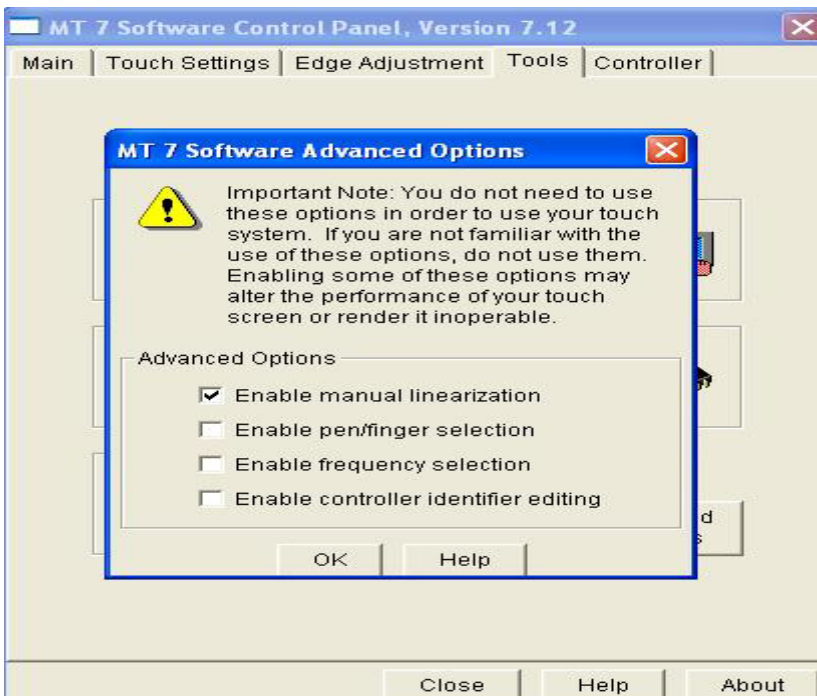 MT 7 Software Control Panel, Version 7.12
Main Touch Settings Edge Adjustment Tools Controller
MT 7 Software Advanced Options
Important Note: You do not need to use
these options in order to use your touch
system. If you are not familiar with the
use of these options, do not use them.
Enabling some of these options may
alter the performance of your touch
screen or render it inoperable.
Advanced Options
Enable manual linearization
Enable pen/finger selection
Enable frequency selection
Enable controller identifier editing
OK Help
d
s
Close Help About